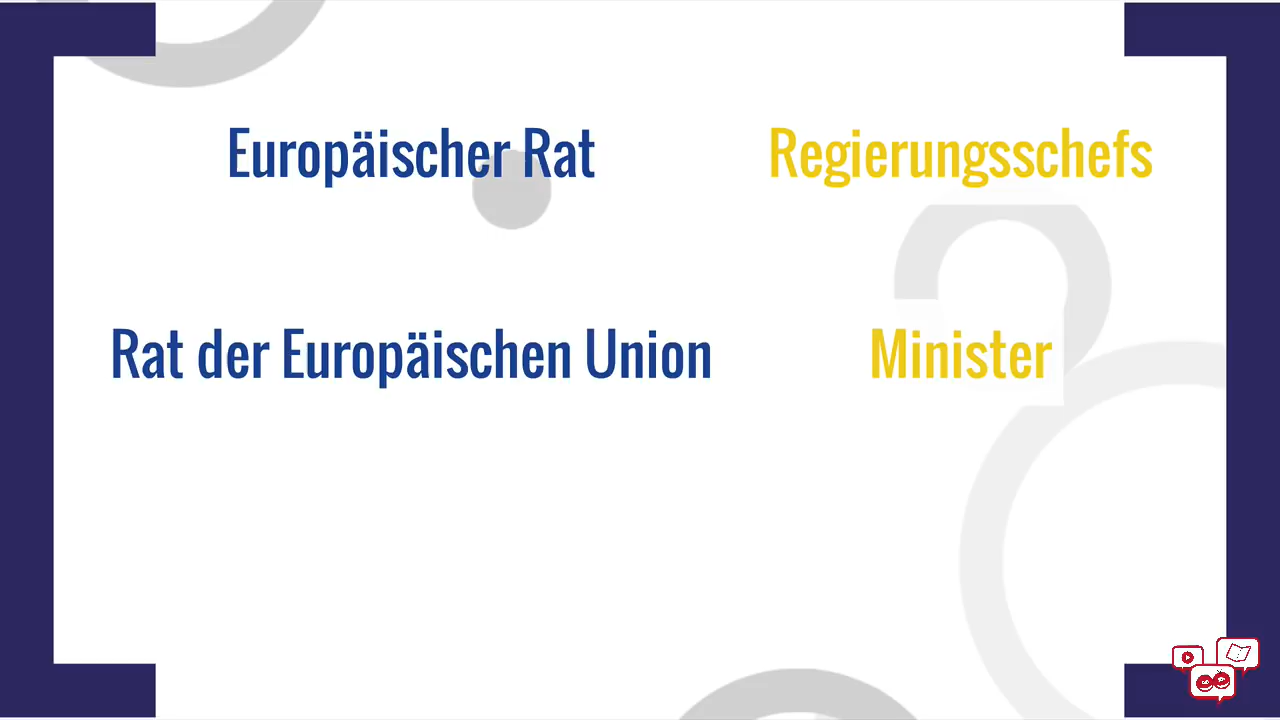 Europäischer Rat
Regierungsschefs
Rat der Europäischen Union
Minister